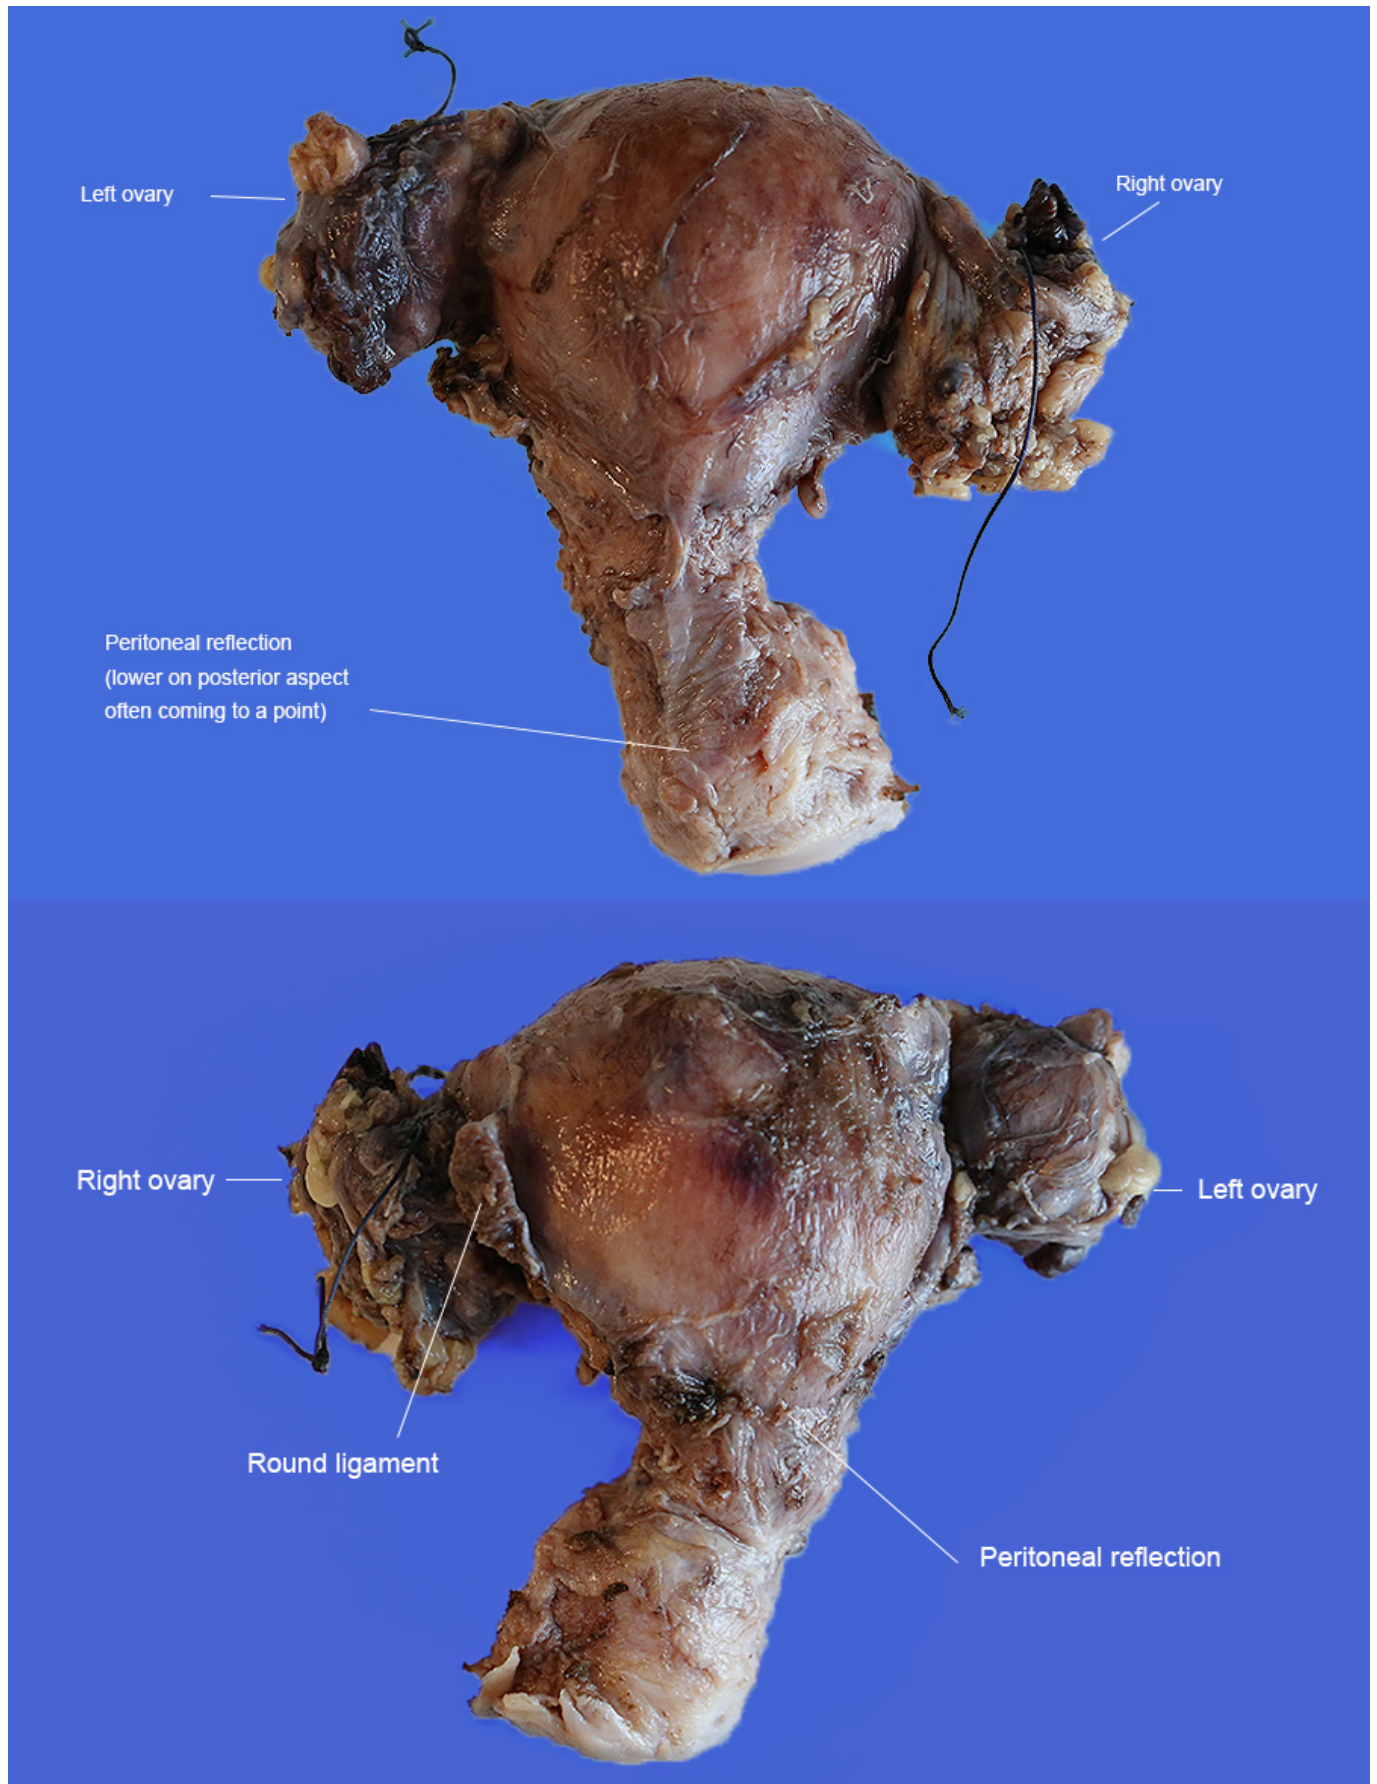 Left ovary
Right ovary
Peritoneal reflection
(lower on posterior aspect
often coming to a point)
Right ovary
Left ovary
Round ligament
Peritoneal reflection